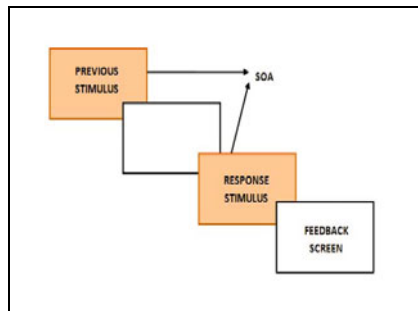 PREVIOUS
STIMULUS
SOA
RESPONSE
STIMULUS
FEEDBACK
SCREEN